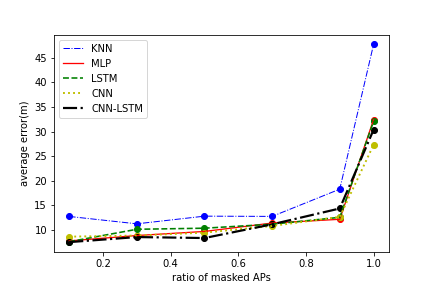 KNN
MLP
LSTM
CNN
CNN-LSTM
average error(m)
45
40
35
30
25
20
15
10
0.2 0.4 0.6 0.8 1.0
ratio of masked APs